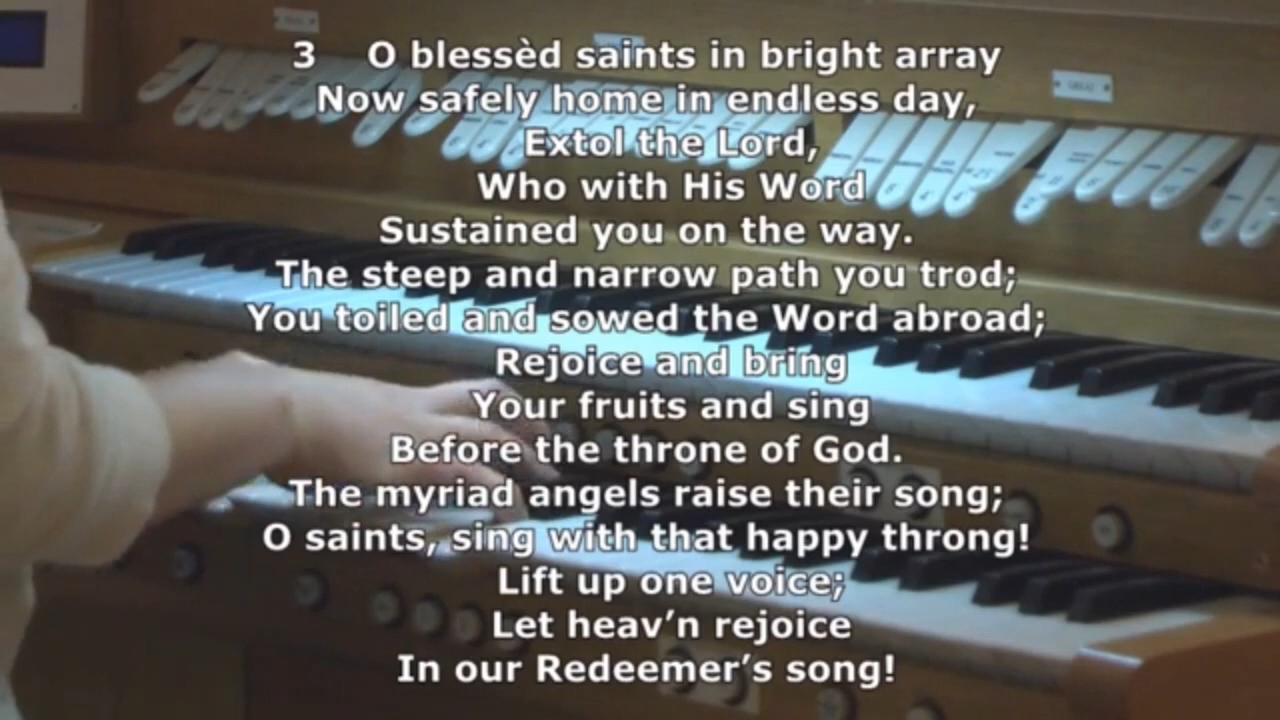 3 O blessèd saints in bright array
Now safely home in endless day,
Extol the Lord,
Who with His Word
Sustained you on the way.
The steep and narrow path you trod;
You toiled and sowed the Word abroad;
Rejoice and bring
Your fruits and sing
Before the throne of God.
The myriad angels raise their song;
O saints, sing with that happy throng!
Lift up one voice;
Let heav’n rejoice
In our Redeemer’s song!